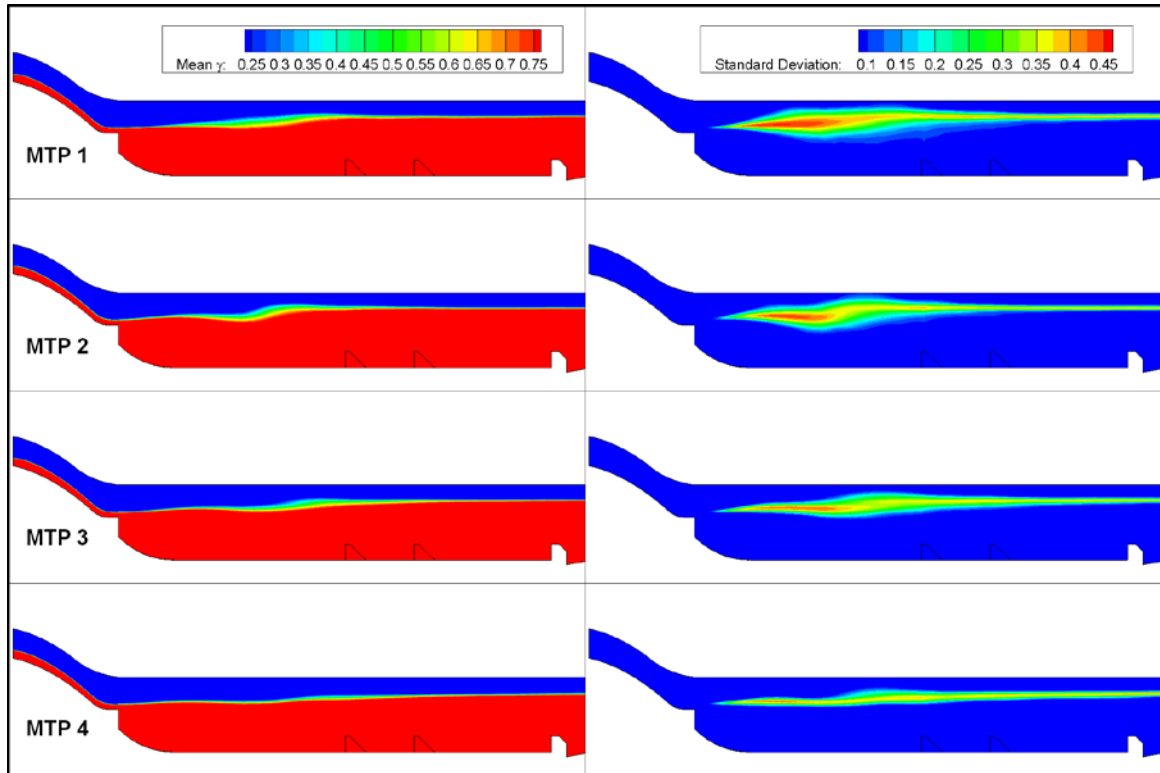 Mean γ: 0.25 0.3 0.35 0.4 0.45 0.5 0.55 0.6 0.65 0.7 0.75
Standard Deviation: 0.1 0.15 0.2 0.25 0.3 0.35 0.4 0.45
MTP 1
MTP 2
MTP 3
MTP 4